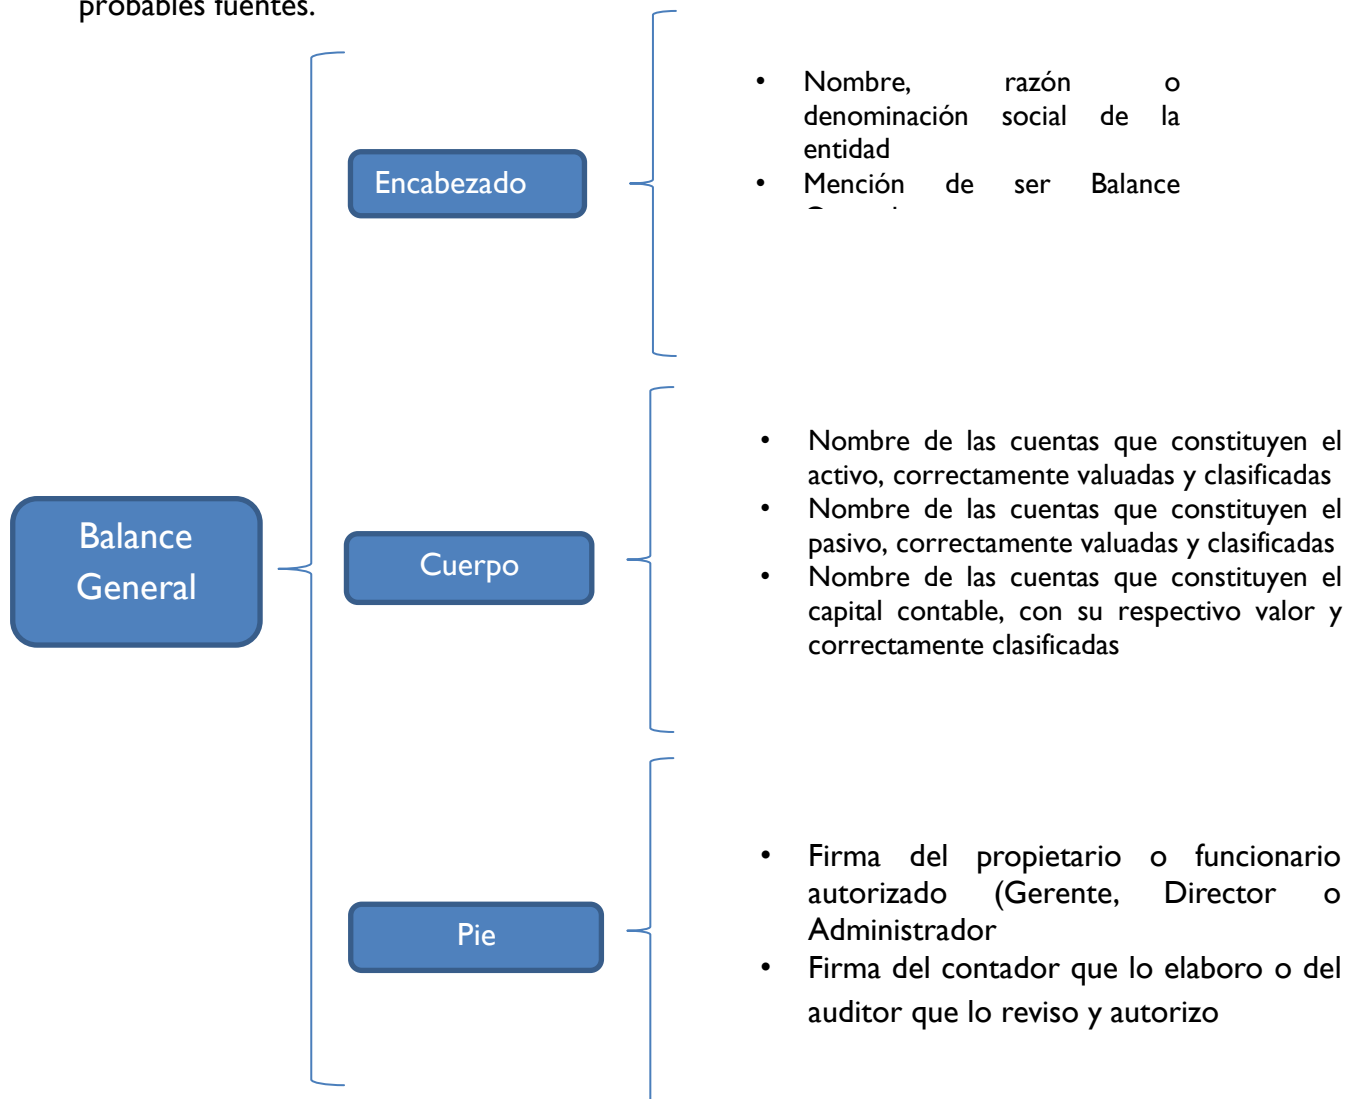 probables fuentes.
• Nombre, razón o
denominación social de la
entidad
• Mención de ser Balance
Encabezado
• Nombre de las cuentas que constituyen el
activo, correctamente valuadas y clasificadas
• Nombre de las cuentas que constituyen el
pasivo, correctamente valuadas y clasificadas
• Nombre de las cuentas que constituyen el
capital contable, con su respectivo valor y
correctamente clasificadas
Balance
General
Cuerpo
• Firma del propietario o funcionario
autorizado (Gerente, Director o
Administrador
• Firma del contador que lo elaboro o del
auditor que lo reviso y autorizo
Pie